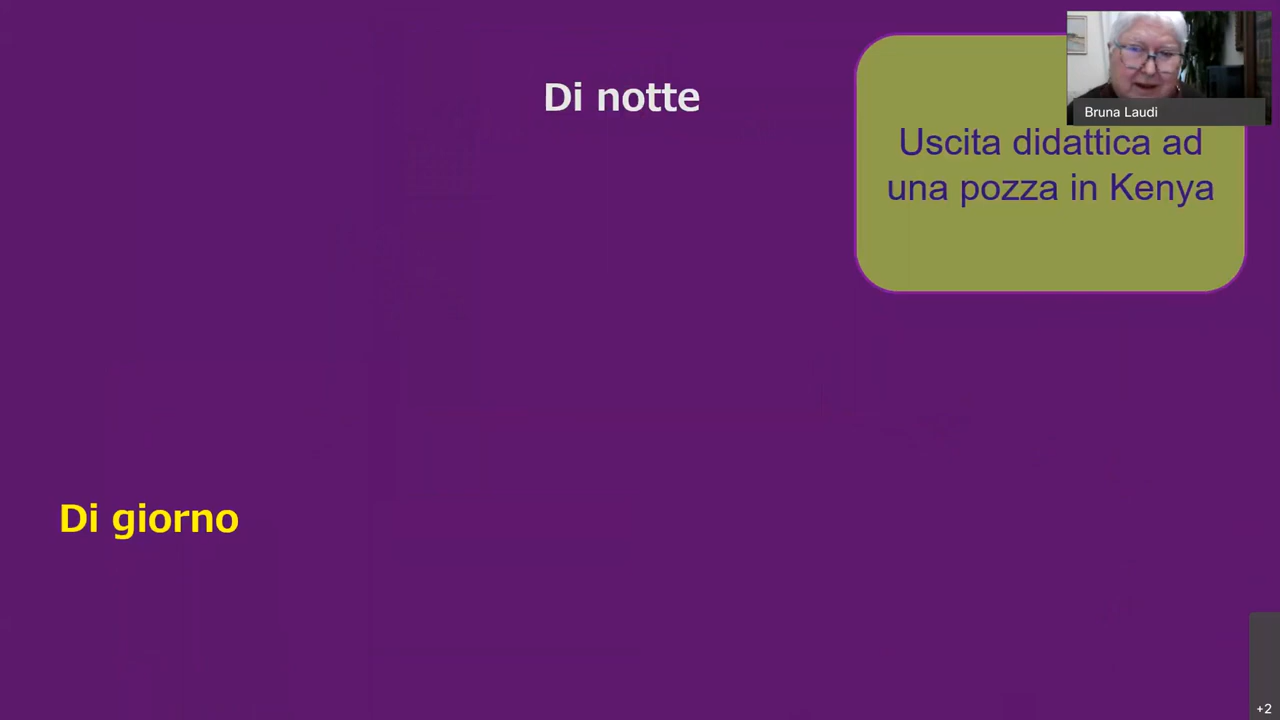 Di notte
Bruna Laudi
Uscita didattica ad
una pozza in Kenya
Di giorno
+2